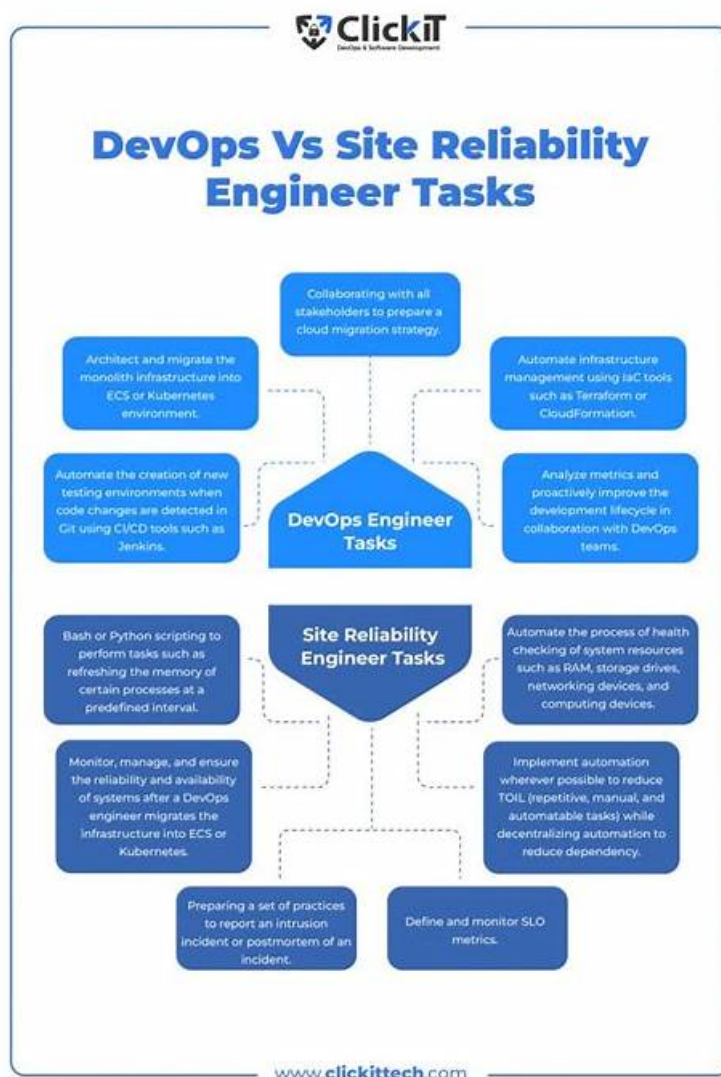 ClickIT
DevOps & Software Development
DevOps Vs Site Reliability
Engineer Tasks
Collaborating with all
stakeholders to prepare a
cloud migration strategy.
Architect and migrate the
monolith infrastructure into
ECS or Kubernetes
environment.
Automate infrastructure
management using IaC tools
such as Terraform or
CloudFormation.
Automate the creation of new
testing environments when
code changes are detected in
Git using CI/CD tools such as
Jenkins.
DevOps Engineer
Tasks
Analyze metrics and
proactively improve the
development lifecycle in
collaboration with DevOps
teams.
Bash or Python scripting to
perform tasks such as
refreshing the memory of
certain processes at a
predefined interval.
Site Reliability
Engineer Tasks
Automate the process of health
checking of system resources
such as RAM, storage drives,
networking devices, and
computing devices.
Monitor, manage, and ensure
the reliability and availability
of systems after a DevOps
engineer migrates the
infrastructure into ECS or
Kubernetes.
Implement automation
wherever possible to reduce
TOIL (repetitive, manual, and
automatable tasks) while
decentralizing automation to
reduce dependency.
Preparing a set of practices
to report an intrusion
incident or postmortem of an
incident.
Define and monitor SLO
metrics.
www.clickittech.com